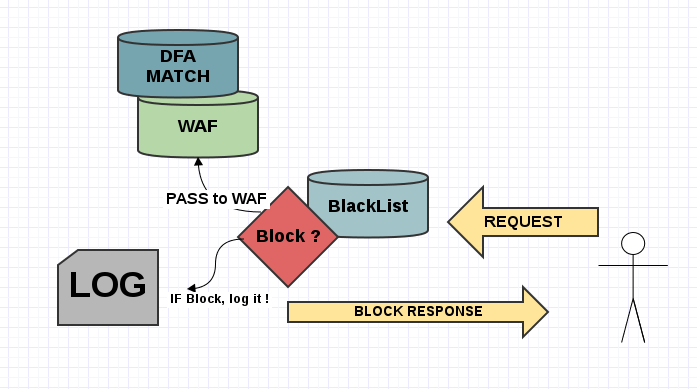 DFA
MATCH
WAF
PASS to WAF
BlackList
REQUEST
Block ?
LOG
IF Block, log it !
BLOCK RESPONSE